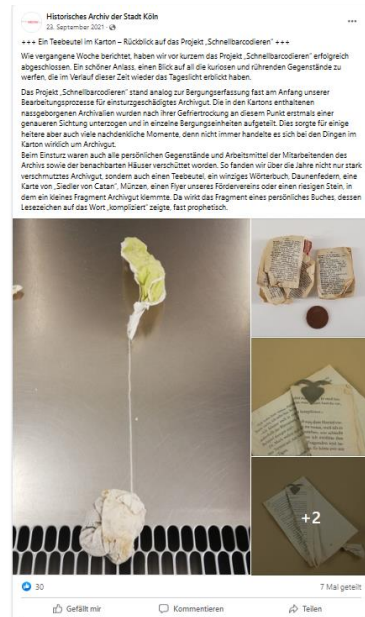 Historisches Archiv der Stadt Köln
23. September 2021 ·
+++ Ein Teebeutel im Karton – Rückblick auf das Projekt „Schnellbarcodieren“ +++
Wie vergangene Woche berichtet, haben wir vor kurzem das Projekt „Schnellbarcodieren“ erfolgreich
abgeschlossen. Ein schöner Anlass, einen Blick auf all die kuriosen und rührenden Gegenstände zu
werfen, die im Verlauf dieser Zeit wieder das Tageslicht erblickt haben.
Das Projekt „Schnellbarcodieren“ stand analog zur Bergungserfassung fast am Anfang unserer
Bearbeitungsprozesse für einsturzgeschädigtes Archivgut. Die in den Kartons enthaltenen
nassgeborgenen Archivalien wurden nach ihrer Gefriertrocknung an diesem Punkt erstmals einer
genaueren Sichtung unterzogen und in einzelne Bergungseinheiten aufgeteilt. Dies sorgte für einige
heitere aber auch viele nachdenkliche Momente, denn nicht immer handelte es sich bei den Dingen im
Karton wirklich um Archivgut.
Beim Einsturz waren auch alle persönlichen Gegenstände und Arbeitsmittel der Mitarbeitenden des
Archivs sowie der benachbarten Häuser verschüttet worden. So fanden wir über die Jahre nicht nur stark
verschmutztes Archivgut, sondern auch einen Teebeutel, ein winziges Wörterbuch, Daunenfedern, eine
Karte von „Siedler von Catan“, Münzen, einen Flyer unseres Fördervereins oder einen riesigen Stein, in
dem ein kleines Fragment Archivgut klemmte. Da wirkt das Fragment eines persönliches Buches, dessen
Lesezeichen auf das Wort „kompliziert“ zeigte, fast prophetisch.
+2
30
7 Mal geteilt
Gefällt mir
Kommentieren
Teilen